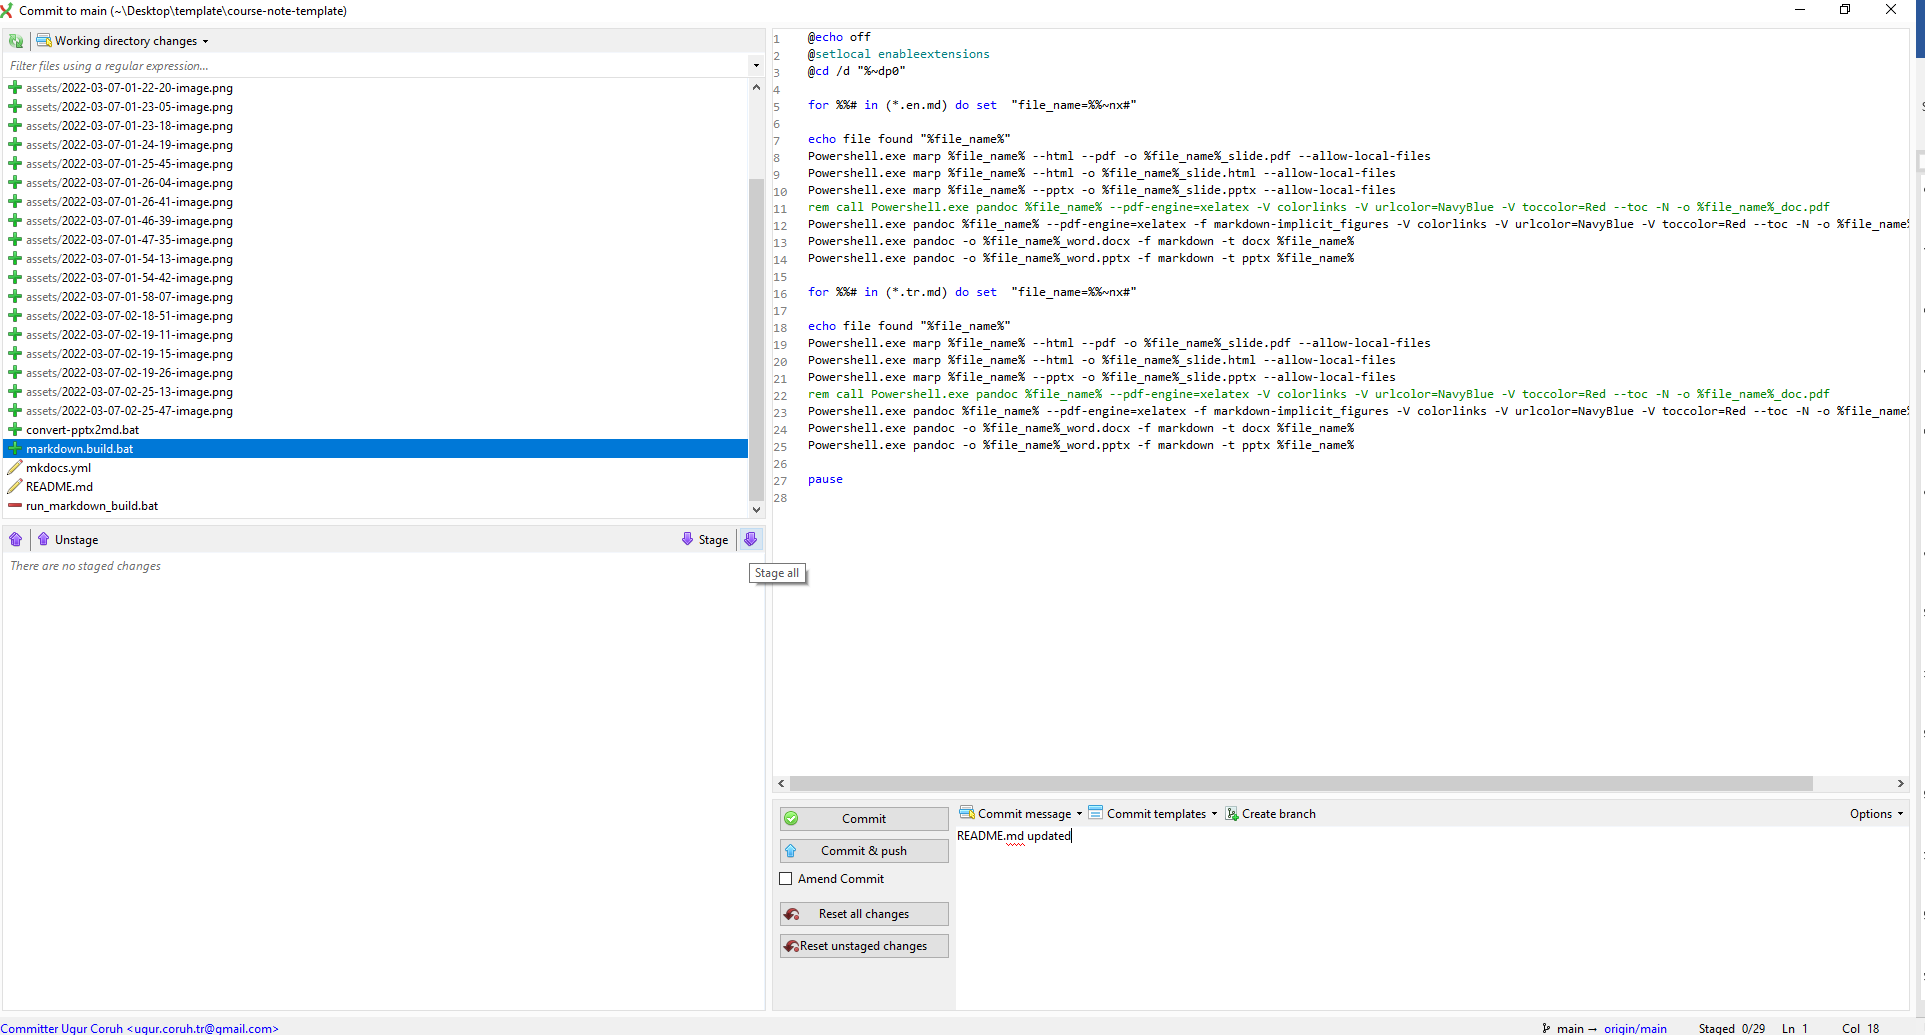 Commit to main (~\Desktop\template\course-note-template)
Working directory changes
Filter files using a regular expression...
assets/2022-03-07-01-22-20-image.png
assets/2022-03-07-01-23-05-image.png
assets/2022-03-07-01-23-18-image.png
assets/2022-03-07-01-24-19-image.png
assets/2022-03-07-01-25-45-image.png
assets/2022-03-07-01-26-04-image.png
assets/2022-03-07-01-26-41-image.png
assets/2022-03-07-01-46-39-image.png
assets/2022-03-07-01-47-35-image.png
assets/2022-03-07-01-54-13-image.png
assets/2022-03-07-01-54-42-image.png
assets/2022-03-07-01-58-07-image.png
assets/2022-03-07-02-18-51-image.png
assets/2022-03-07-02-19-11-image.png
assets/2022-03-07-02-19-15-image.png
assets/2022-03-07-02-19-26-image.png
assets/2022-03-07-02-25-13-image.png
assets/2022-03-07-02-25-47-image.png
convert-pptx2md.bat
markdown.build.bat
mkdocs.yml
README.md
run_markdown_build.bat
Unstage
Stage
There are no staged changes
Stage all
1 @echo off
2 @setlocal enableextensions
3 @cd /d "%~dp0"
4
5 for %%# in (*.en.md) do set  "file_name=%%~nx#"
6
7 echo file found "%file_name%"
8 Powershell.exe marp %file_name% --html --pdf -o %file_name%_slide.pdf --allow-local-files
9 Powershell.exe marp %file_name% --html -o %file_name%_slide.html --allow-local-files
10 Powershell.exe marp %file_name% --pptx -o %file_name%_slide.pptx --allow-local-files
11 rem call Powershell.exe pandoc %file_name% --pdf-engine=xelatex -V colorlinks -V urlcolor=NavyBlue -V toccolor=Red --toc -N -o %file_name%_doc.pdf
12 Powershell.exe pandoc %file_name% --pdf-engine=xelatex -f markdown-implicit_figures -V colorlinks -V urlcolor=NavyBlue -V toccolor=Red --toc -N -o %file_name%
13 Powershell.exe pandoc -o %file_name%_word.docx -f markdown -t docx %file_name%
14 Powershell.exe pandoc -o %file_name%_word.pptx -f markdown -t pptx %file_name%
15
16 for %%# in (*.tr.md) do set  "file_name=%%~nx#"
17
18 echo file found "%file_name%"
19 Powershell.exe marp %file_name% --html --pdf -o %file_name%_slide.pdf --allow-local-files
20 Powershell.exe marp %file_name% --html -o %file_name%_slide.html --allow-local-files
21 Powershell.exe marp %file_name% --pptx -o %file_name%_slide.pptx --allow-local-files
22 rem call Powershell.exe pandoc %file_name% --pdf-engine=xelatex -V colorlinks -V urlcolor=NavyBlue -V toccolor=Red --toc -N -o %file_name%_doc.pdf
23 Powershell.exe pandoc %file_name% --pdf-engine=xelatex -f markdown-implicit_figures -V colorlinks -V urlcolor=NavyBlue -V toccolor=Red --toc -N -o %file_name%
24 Powershell.exe pandoc -o %file_name%_word.docx -f markdown -t docx %file_name%
25 Powershell.exe pandoc -o %file_name%_word.pptx -f markdown -t pptx %file_name%
26
27 pause
28
Commit
Commit & push
Amend Commit
Reset all changes
Reset unstaged changes
Commit message
Commit templates
Create branch
Options
README.md updated
Committer Ugur Coruh <ugur.coruh.tr@gmail.com>
main → origin/main
Staged 0/29
Ln 1
Col 18